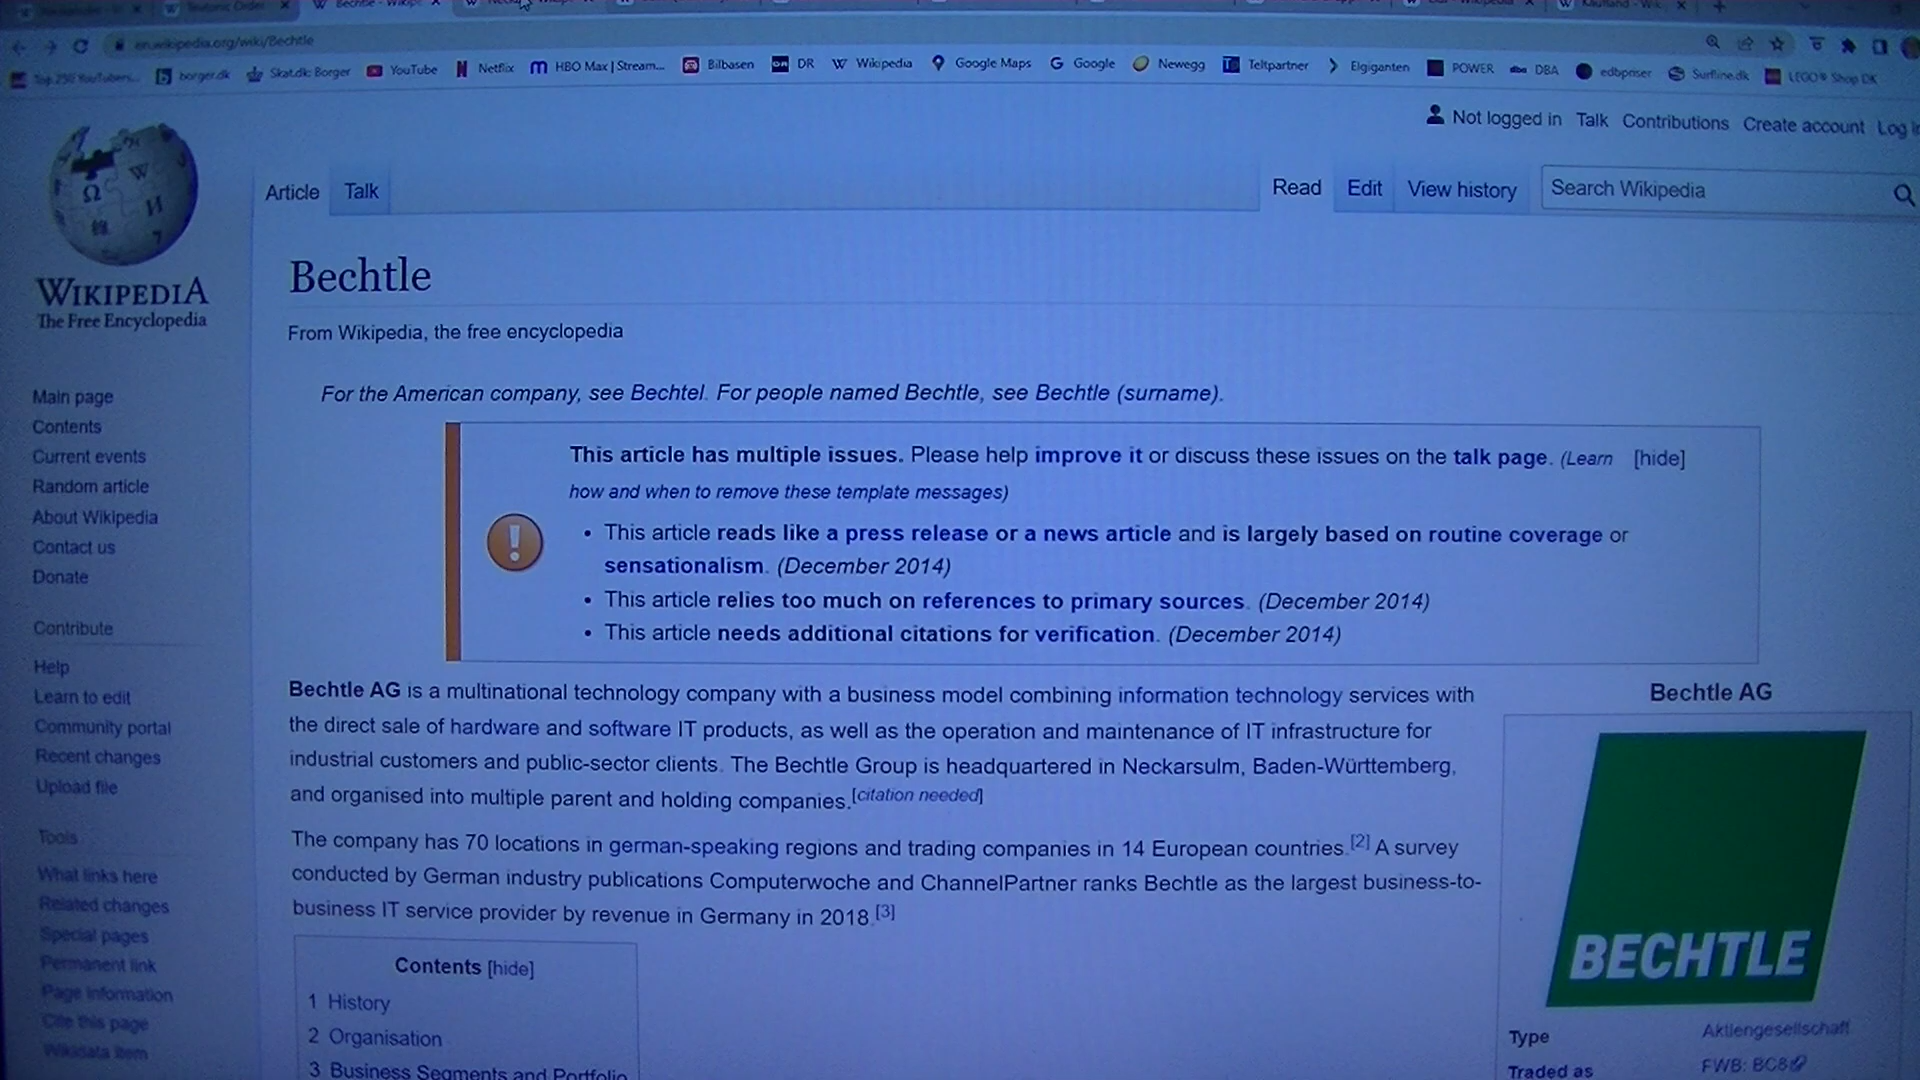 en.wikipedia.org/wiki/Bechtle
Top 250 YouTubers... borger.dk Skat.dk: Borger YouTube Netflix HBO Max | Stream... Bilbasen DR Wikipedia Google Maps Google Newegg Teltpartner Elgiganten POWER DBA edbpriser Surfline.dk LEGO® Shop DK
Not logged in Talk Contributions Create account Log in
Article Talk Read Edit View history Search Wikipedia
WIKIPEDIA
The Free Encyclopedia
Main page
Contents
Current events
Random article
About Wikipedia
Contact us
Donate
Contribute
Help
Learn to edit
Community portal
Recent changes
Upload file
Tools
What links here
Related changes
Special pages
Permanent link
Page information
Cite this page
Wikidata item
Bechtle
From Wikipedia, the free encyclopedia
For the American company, see Bechtel. For people named Bechtle, see Bechtle (surname).
This article has multiple issues. Please help improve it or discuss these issues on the talk page. (Learn [hide]
how and when to remove these template messages)
• This article reads like a press release or a news article and is largely based on routine coverage or
sensationalism. (December 2014)
• This article relies too much on references to primary sources. (December 2014)
• This article needs additional citations for verification. (December 2014)
Bechtle AG is a multinational technology company with a business model combining information technology services with
the direct sale of hardware and software IT products, as well as the operation and maintenance of IT infrastructure for
industrial customers and public-sector clients. The Bechtle Group is headquartered in Neckarsulm, Baden-Württemberg,
and organised into multiple parent and holding companies.[citation needed]
The company has 70 locations in german-speaking regions and trading companies in 14 European countries.[2] A survey
conducted by German industry publications Computerwoche and ChannelPartner ranks Bechtle as the largest business-to-
business IT service provider by revenue in Germany in 2018.[3]
Contents [hide]
1 History
2 Organisation
3 Business Segments and Portfolio
Bechtle AG
BECHTLE
Type Aktiengesellschaft
Traded as FWB: BC8